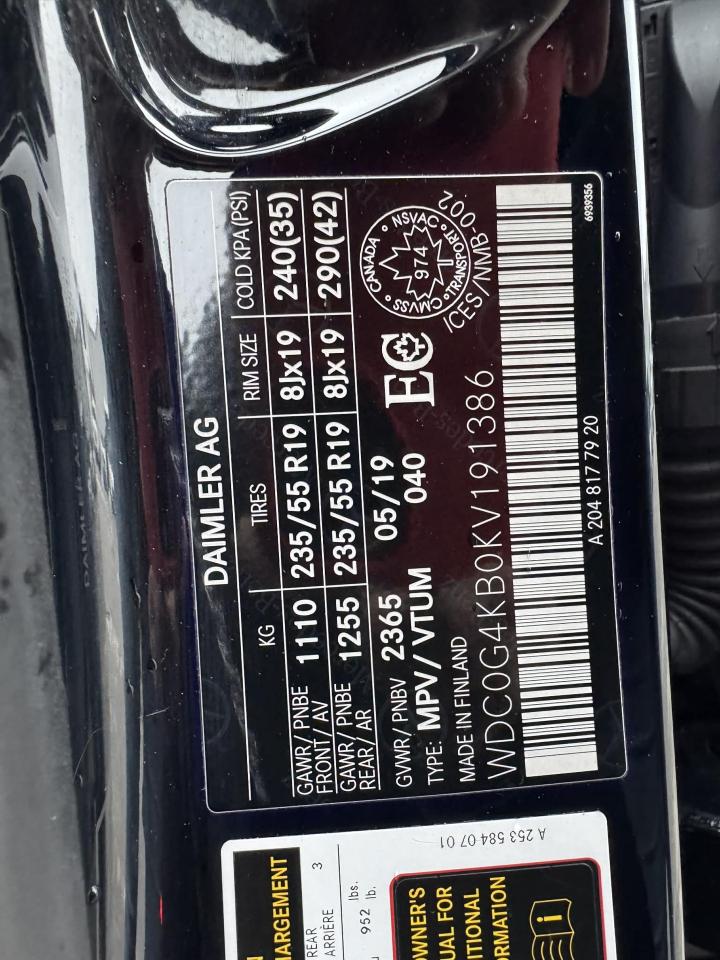 DAIMLER AG
KG TIRES RIM SIZE COLD KPA(PSI)
GAWR/ PNBE FRONT/ AV 1110 235/55 R19 8Jx19 240(35)
GAWR/ PNBE REAR/ AR 1255 235/55 R19 8Jx19 290(42)
GVWR/ PNBV 2365 05/19
TYPE: MPV/ VTUM 040 EC
MADE IN FINLAND
CANADA • NSVAC • TRANSPORT • CMVSS •
974
ICES/NMB-002
WDC0G4KB0KV191386
A 204 817 79 20
6939356
A 253 584 07 01
HARGEMENT
REAR
ARRIÈRE
3
lbs.
952 lb.
OWNER'S
UAL FOR
ITIONAL
ORMATION
i